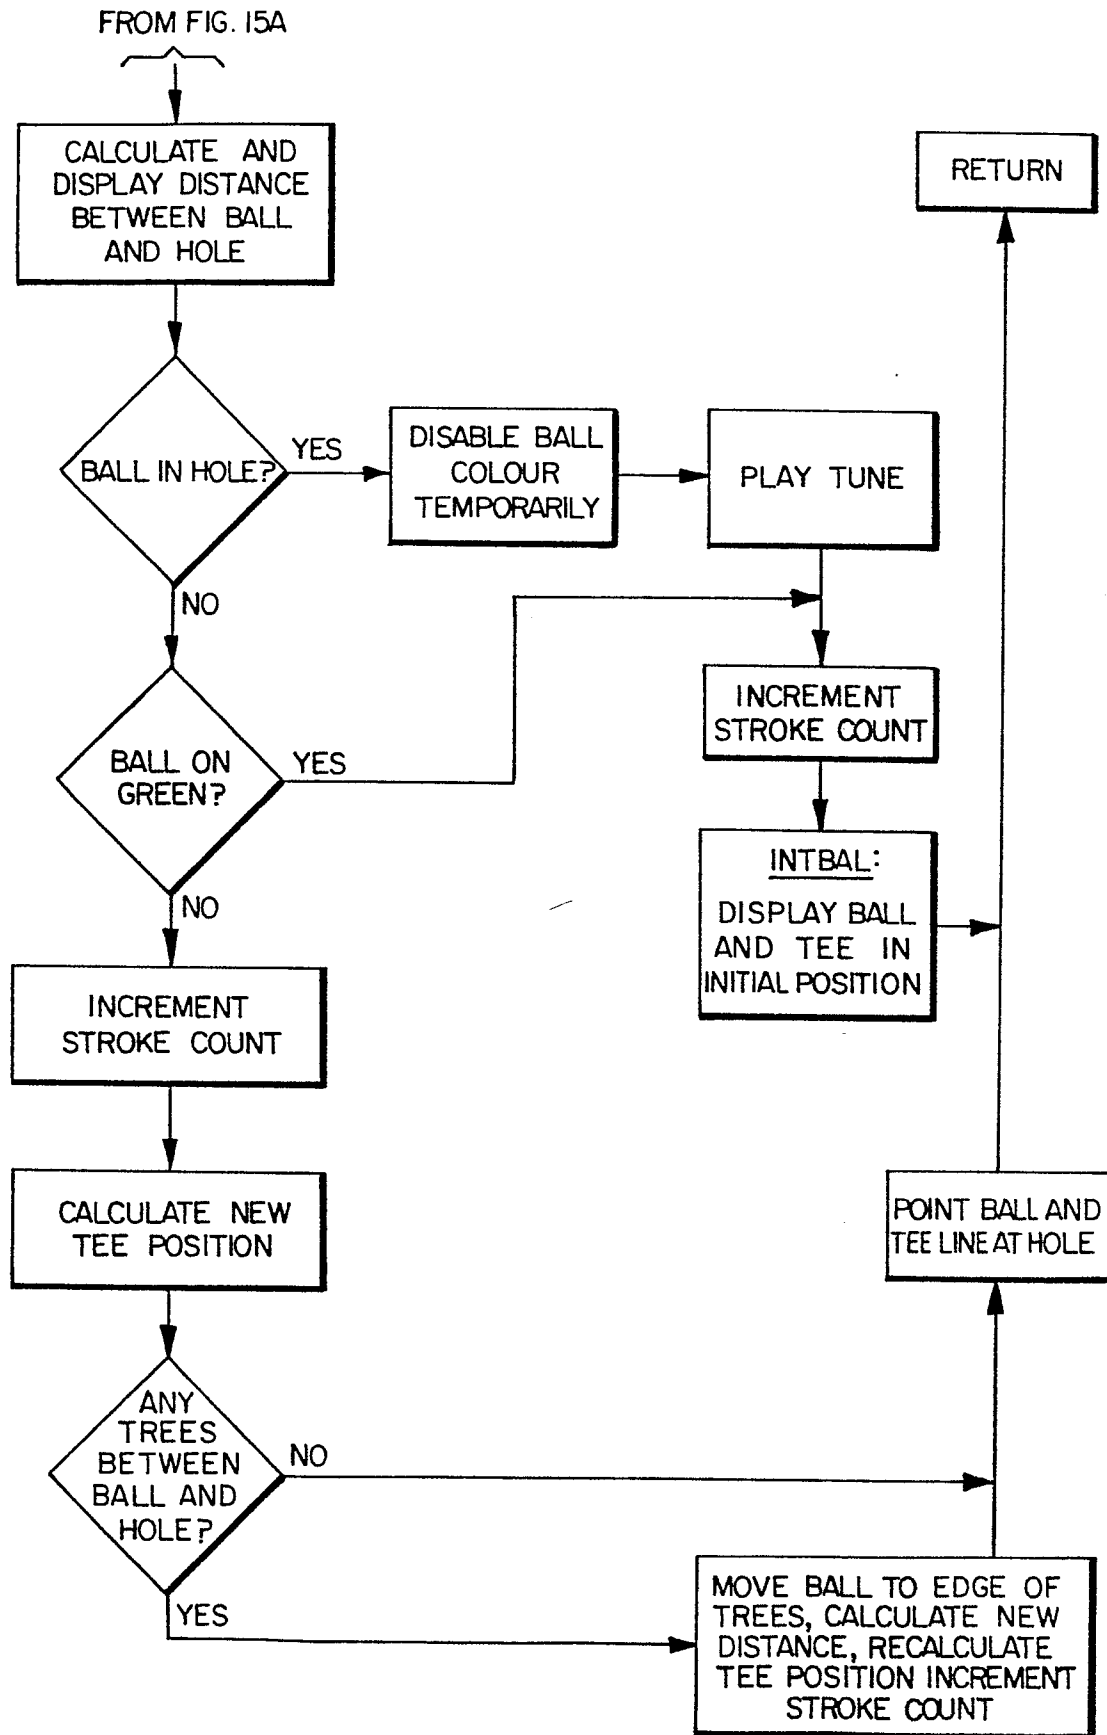 FROM FIG. 15A
CALCULATE AND
DISPLAY DISTANCE
BETWEEN BALL
AND HOLE
RETURN
BALL IN HOLE?
YES
DISABLE BALL
COLOUR
TEMPORARILY
PLAY TUNE
NO
INCREMENT
STROKE COUNT
BALL ON
GREEN?
YES
INTBAL:
DISPLAY BALL
AND TEE IN
INITIAL POSITION
NO
INCREMENT
STROKE COUNT
CALCULATE NEW
TEE POSITION
POINT BALL AND
TEE LINE AT HOLE
ANY
TREES
BETWEEN
BALL AND
HOLE?
NO
YES
MOVE BALL TO EDGE OF
TREES, CALCULATE NEW
DISTANCE, RECALCULATE
TEE POSITION INCREMENT
STROKE COUNT